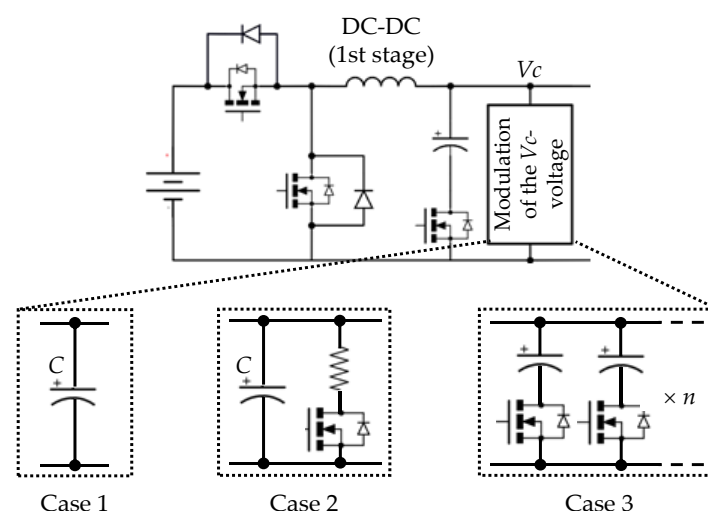 DC-DC
(1st stage)
Vc
Modulation
of the Vc-
voltage
+
C
+
C
+
+
+
× n
Case 1
Case 2
Case 3